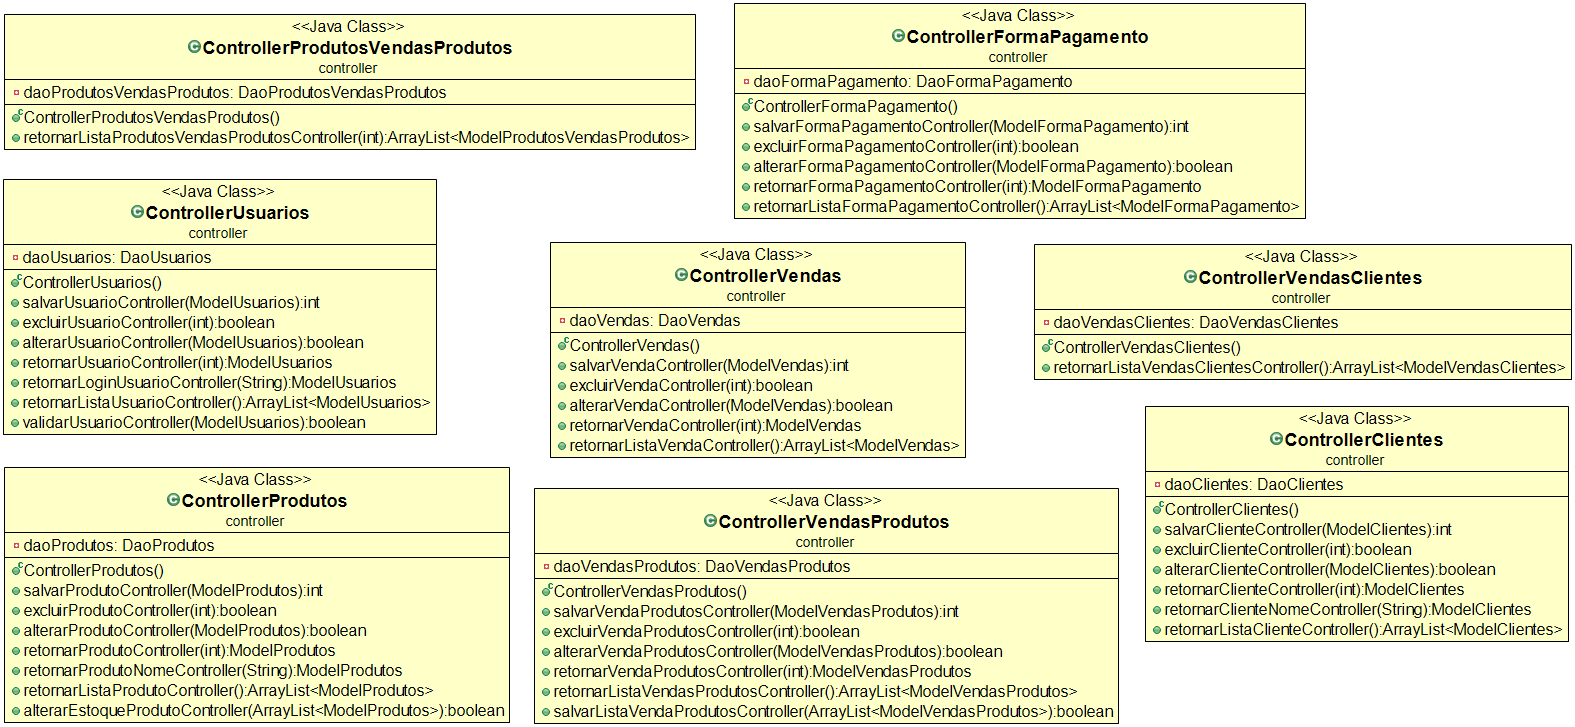 <<Java Class>>
ControllerProdutosVendasProdutos
controller
daoProdutosVendasProdutos: DaoProdutosVendasProdutos
ControllerProdutosVendasProdutos()
retornarListaProdutosVendasProdutosController(int):ArrayList<ModelProdutosVendasProdutos>
<<Java Class>>
ControllerFormaPagamento
controller
daoFormaPagamento: DaoFormaPagamento
ControllerFormaPagamento()
salvarFormaPagamentoController(ModelFormaPagamento):int
excluirFormaPagamentoController(int):boolean
alterarFormaPagamentoController(ModelFormaPagamento):boolean
retornarFormaPagamentoController(int):ModelFormaPagamento
retornarListaFormaPagamentoController():ArrayList<ModelFormaPagamento>
<<Java Class>>
ControllerUsuarios
controller
daoUsuarios: DaoUsuarios
ControllerUsuarios()
salvarUsuarioController(ModelUsuarios):int
excluirUsuarioController(int):boolean
alterarUsuarioController(ModelUsuarios):boolean
retornarUsuarioController(int):ModelUsuarios
retornarLoginUsuarioController(String):ModelUsuarios
retornarListaUsuarioController():ArrayList<ModelUsuarios>
validarUsuarioController(ModelUsuarios):boolean
<<Java Class>>
ControllerVendas
controller
daoVendas: DaoVendas
ControllerVendas()
salvarVendaController(ModelVendas):int
excluirVendaController(int):boolean
alterarVendaController(ModelVendas):boolean
retornarVendaController(int):ModelVendas
retornarListaVendaController():ArrayList<ModelVendas>
<<Java Class>>
ControllerVendasClientes
controller
daoVendasClientes: DaoVendasClientes
ControllerVendasClientes()
retornarListaVendasClientesController():ArrayList<ModelVendasClientes>
<<Java Class>>
ControllerClientes
controller
daoClientes: DaoClientes
ControllerClientes()
salvarClienteController(ModelClientes):int
excluirClienteController(int):boolean
alterarClienteController(ModelClientes):boolean
retornarClienteController(int):ModelClientes
retornarClienteNomeController(String):ModelClientes
retornarListaClienteController():ArrayList<ModelClientes>
<<Java Class>>
ControllerProdutos
controller
daoProdutos: DaoProdutos
ControllerProdutos()
salvarProdutoController(ModelProdutos):int
excluirProdutoController(int):boolean
alterarProdutoController(ModelProdutos):boolean
retornarProdutoController(int):ModelProdutos
retornarProdutoNomeController(String):ModelProdutos
retornarListaProdutoController():ArrayList<ModelProdutos>
alterarEstoqueProdutoController(ArrayList<ModelProdutos>):boolean
<<Java Class>>
ControllerVendasProdutos
controller
daoVendasProdutos: DaoVendasProdutos
ControllerVendasProdutos()
salvarVendaProdutosController(ModelVendasProdutos):int
excluirVendaProdutosController(int):boolean
alterarVendaProdutosController(ModelVendasProdutos):boolean
retornarVendaProdutosController(int):ModelVendasProdutos
retornarListaVendasProdutosController():ArrayList<ModelVendasProdutos>
salvarListaVendaProdutosController(ArrayList<ModelVendasProdutos>):boolean